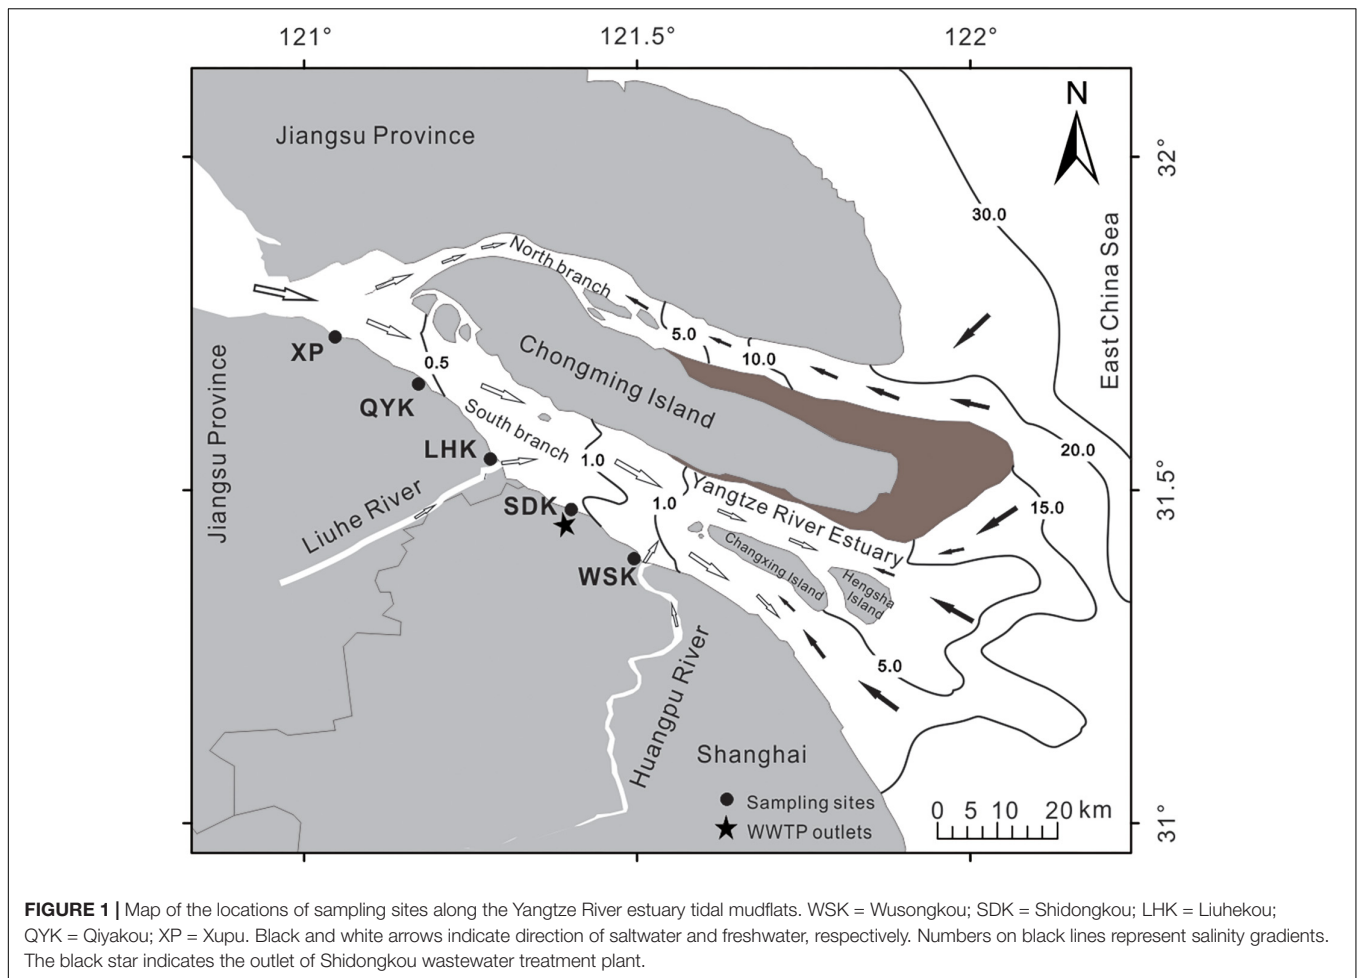 121°
121.5°
122°
N
Jiangsu Province
32°
30.0
East China Sea
North branch
5.0
10.0
XP
0.5
Chongming Island
QYK
Jiangsu Province
South branch
LHK
1.0
20.0
SDK
1.0
Yangtze River Estuary
15.0
31.5°
Liuhe River
Changxing Island
Hengsha
Island
WSK
5.0
Huangpu River
Shanghai
Sampling sites
WWTP outlets
0 5 10 20 km
31°
FIGURE 1 | Map of the locations of sampling sites along the Yangtze River estuary tidal mudflats. WSK = Wusongkou; SDK = Shidongkou; LHK = Liuhekou;
QYK = Qiyakou; XP = Xupu. Black and white arrows indicate direction of saltwater and freshwater, respectively. Numbers on black lines represent salinity gradients.
The black star indicates the outlet of Shidongkou wastewater treatment plant.